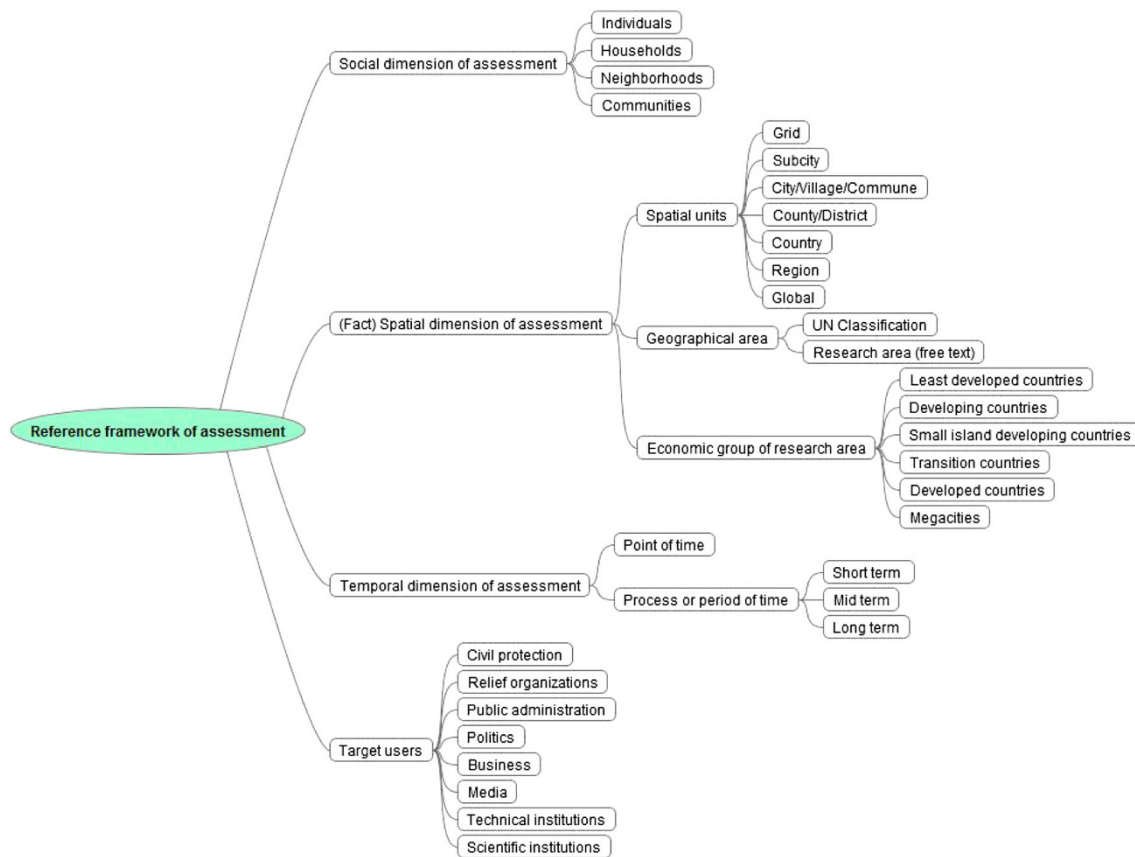 Individuals
Households
Neighborhoods
Communities
Social dimension of assessment
Grid
Subcity
City/Village/Commune
County/District
Country
Region
Global
Spatial units
(Fact) Spatial dimension of assessment
Geographical area
UN Classification
Research area (free text)
Economic group of research area
Least developed countries
Developing countries
Small island developing countries
Transition countries
Developed countries
Megacities
Reference framework of assessment
Temporal dimension of assessment
Point of time
Process or period of time
Short term
Mid term
Long term
Target users
Civil protection
Relief organizations
Public administration
Politics
Business
Media
Technical institutions
Scientific institutions